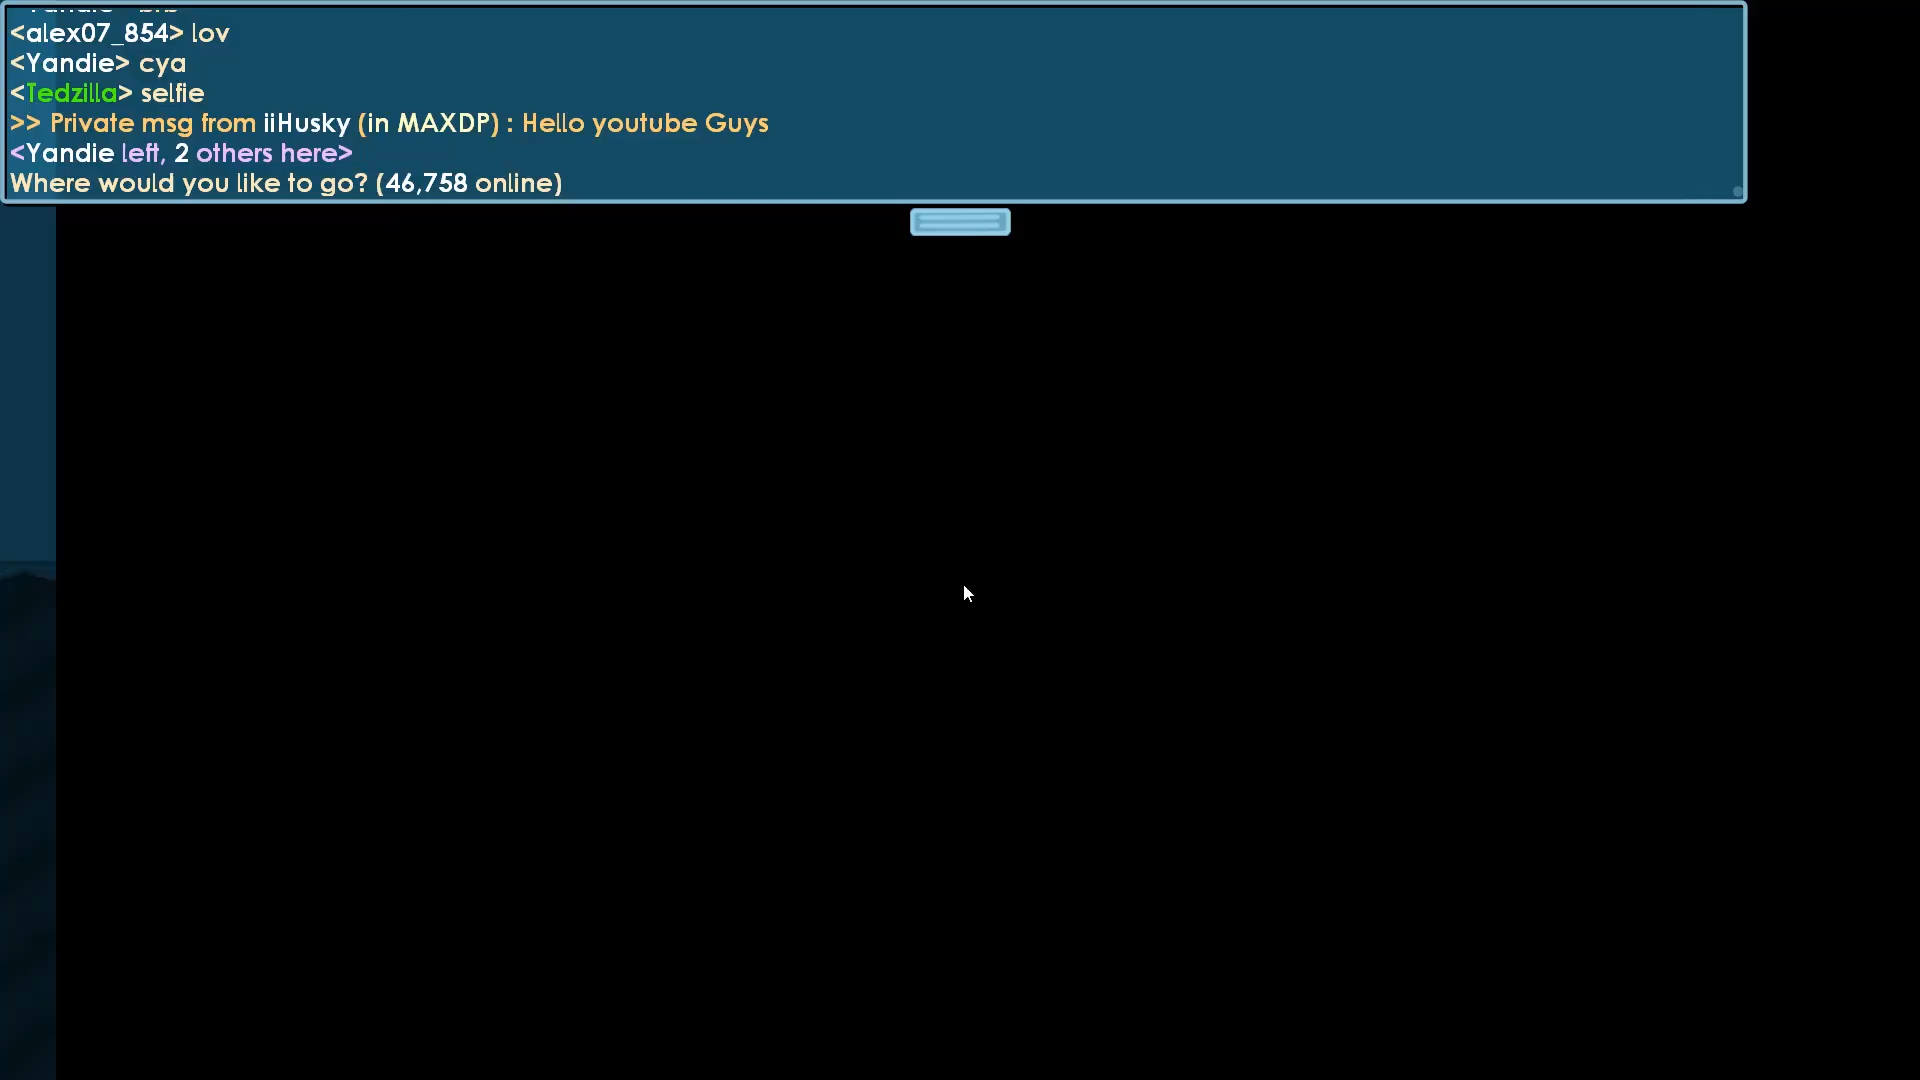 <alex07_854> lov
<Yandie> cya
<Tedzilla> selfie
>> Private msg from iiHusky (in MAXDP) : Hello youtube Guys
<Yandie left, 2 others here>
Where would you like to go? (46,758 online)